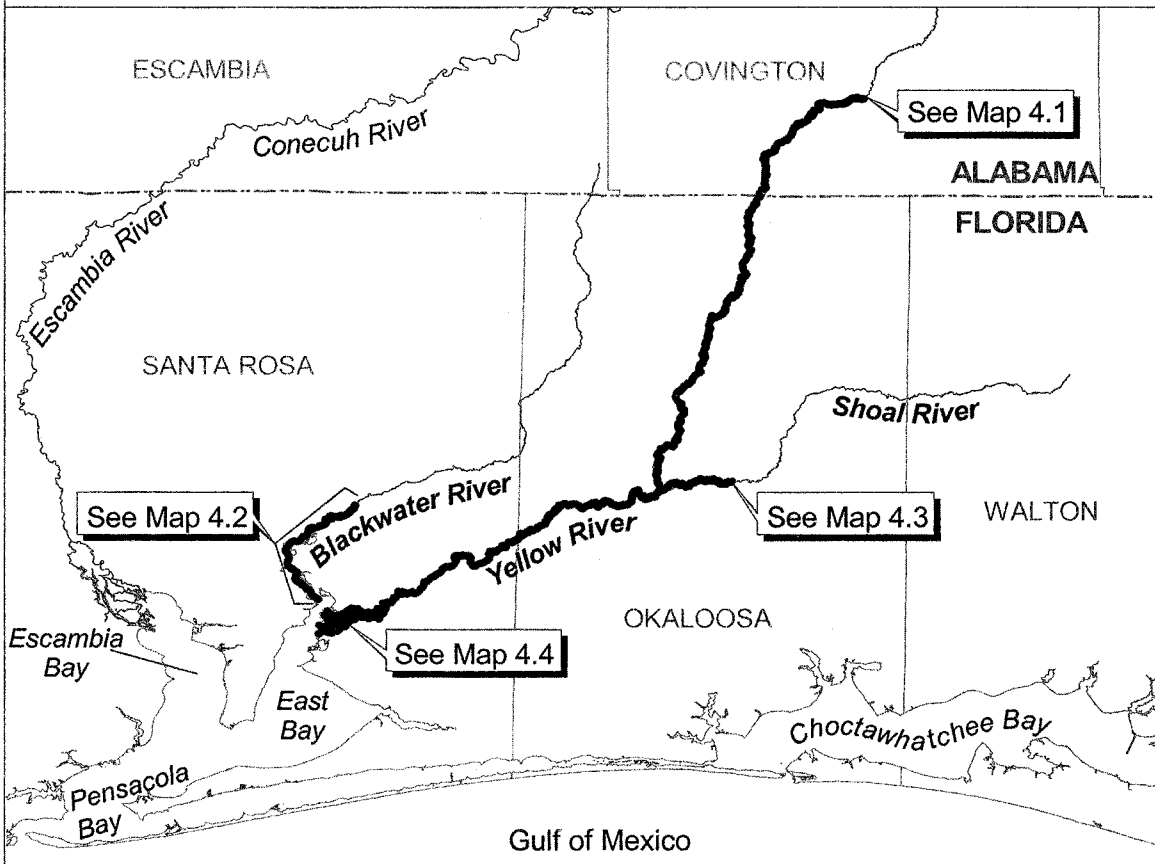 ESCAMBIA
COVINGTON
Conecuh River
See Map 4.1
ALABAMA
FLORIDA
Escambia River
SANTA ROSA
Shoal River
See Map 4.2
Blackwater River
See Map 4.3
WALTON
Yellow River
OKALOOSA
Escambia
Bay
See Map 4.4
East
Bay
Choctawhatchee Bay
Pensacola
Bay
Gulf of Mexico